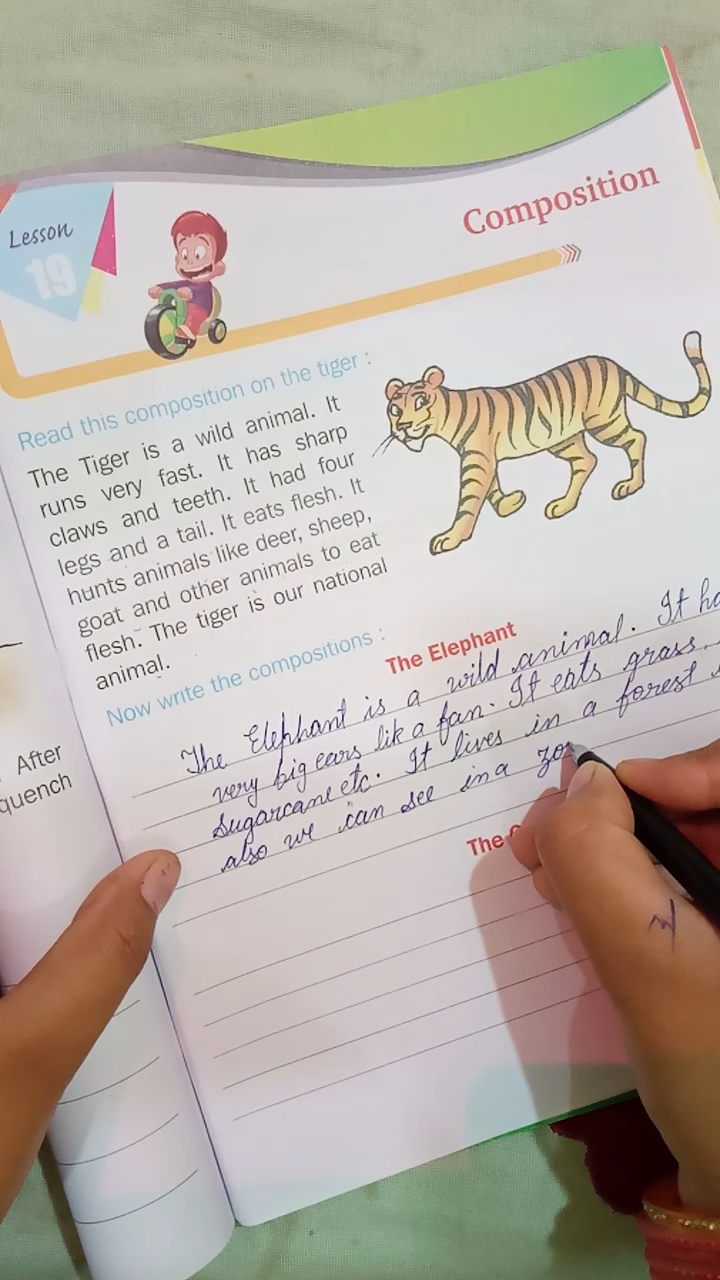 Lesson
19
Composition
Read this composition on the tiger :
The Tiger is a wild animal. It
runs very fast. It has sharp
claws and teeth. It had four
legs and a tail. It eats flesh. It
hunts animals like deer, sheep,
goat and other animals to eat
flesh. The tiger is our national
animal.
Now write the compositions :
The Elephant
The Elephant is a wild animal. It
very big ears like a fan. It eats grass.
Sugarcane etc. It lives in a forest
also we can see in a
The
After
quench